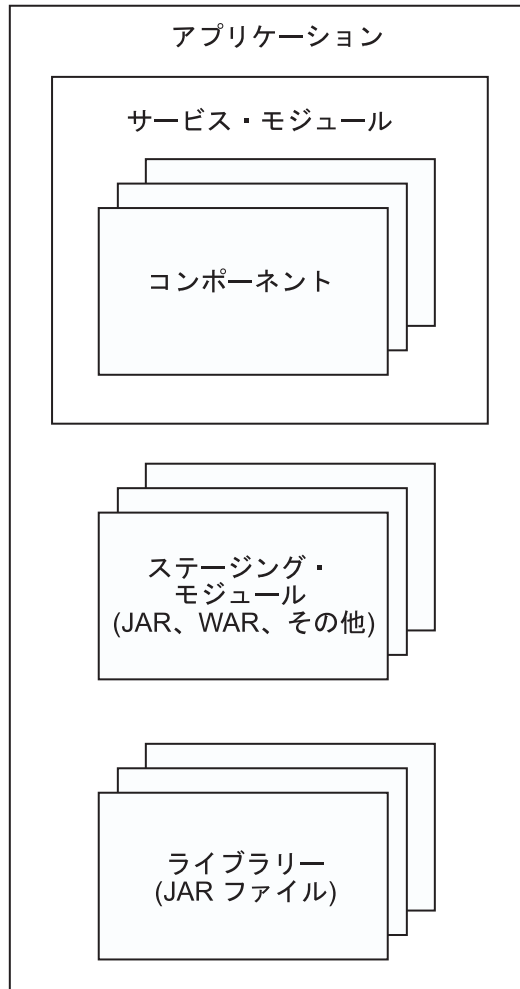 アプリケーション
サービス・モジュール
コンポーネント
ステージング・
モジュール
(JAR、WAR、その他)
ライブラリー
(JAR ファイル)